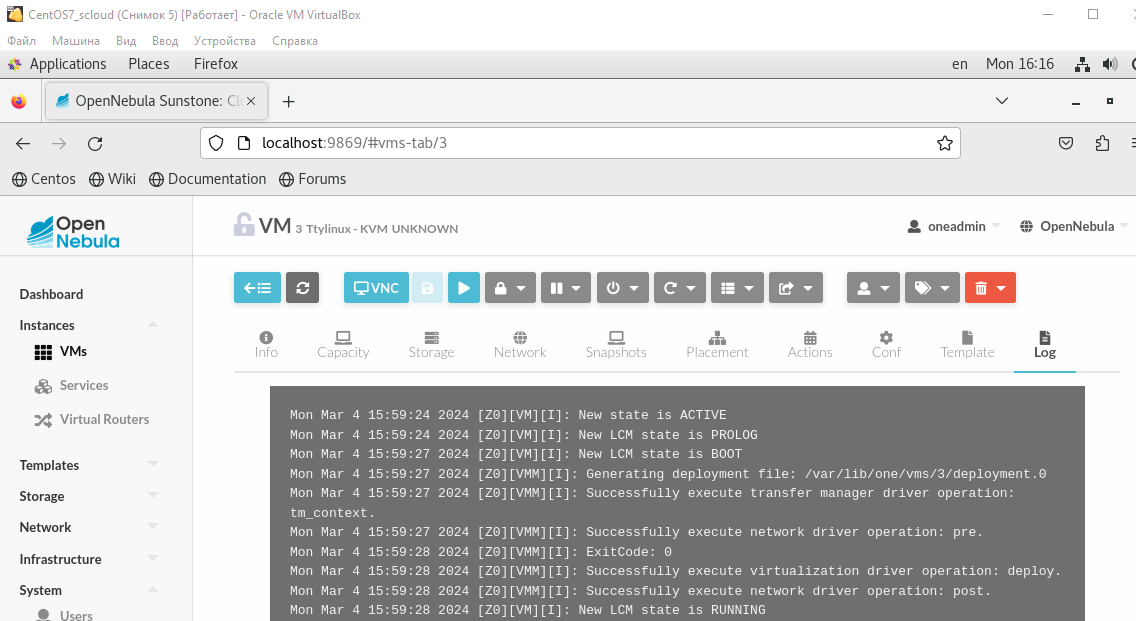 CentOS7_scloud (Снимок 5) [Работает] - Oracle VM VirtualBox
Файл Машина Вид Ввод Устройства Справка
Applications Places Firefox en Mon 16:16
OpenNebula Sunstone: Cl
localhost:9869/#vms-tab/3
Centos Wiki Documentation Forums
Open
Nebula
VM 3 Ttylinux - KVM UNKNOWN
oneadmin OpenNebula
VNC
Dashboard
Instances
VMs
Services
Virtual Routers
Templates
Storage
Network
Infrastructure
System
Users
Info Capacity Storage Network Snapshots Placement Actions Conf Template Log
Mon Mar 4 15:59:24 2024 [Z0][VM][I]: New state is ACTIVE
Mon Mar 4 15:59:24 2024 [Z0][VM][I]: New LCM state is PROLOG
Mon Mar 4 15:59:27 2024 [Z0][VM][I]: New LCM state is BOOT
Mon Mar 4 15:59:27 2024 [Z0][VMM][I]: Generating deployment file: /var/lib/one/vms/3/deployment.0
Mon Mar 4 15:59:27 2024 [Z0][VMM][I]: Successfully execute transfer manager driver operation:
tm_context.
Mon Mar 4 15:59:27 2024 [Z0][VMM][I]: Successfully execute network driver operation: pre.
Mon Mar 4 15:59:28 2024 [Z0][VMM][I]: ExitCode: 0
Mon Mar 4 15:59:28 2024 [Z0][VMM][I]: Successfully execute virtualization driver operation: deploy.
Mon Mar 4 15:59:28 2024 [Z0][VMM][I]: Successfully execute network driver operation: post.
Mon Mar 4 15:59:28 2024 [Z0][VM][I]: New LCM state is RUNNING